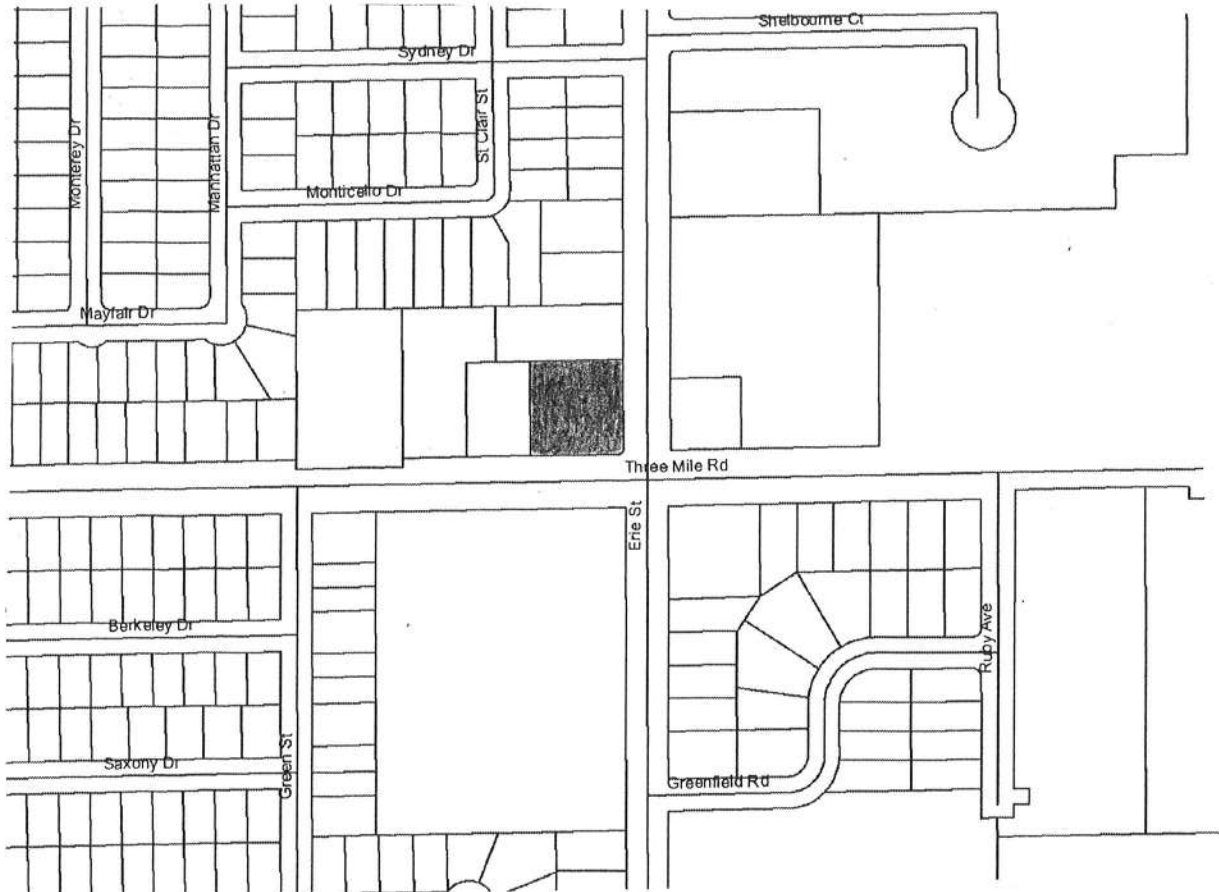 Shelbourne Ct
Sydney Dr
St Clair St
Monterey Dr
Manhattan Dr
Monticello Dr
Mayfair Dr
Three Mile Rd
Erie St
Berkeley Dr
Ruby Ave
Green St
Saxony Dr
Greenfield Rd